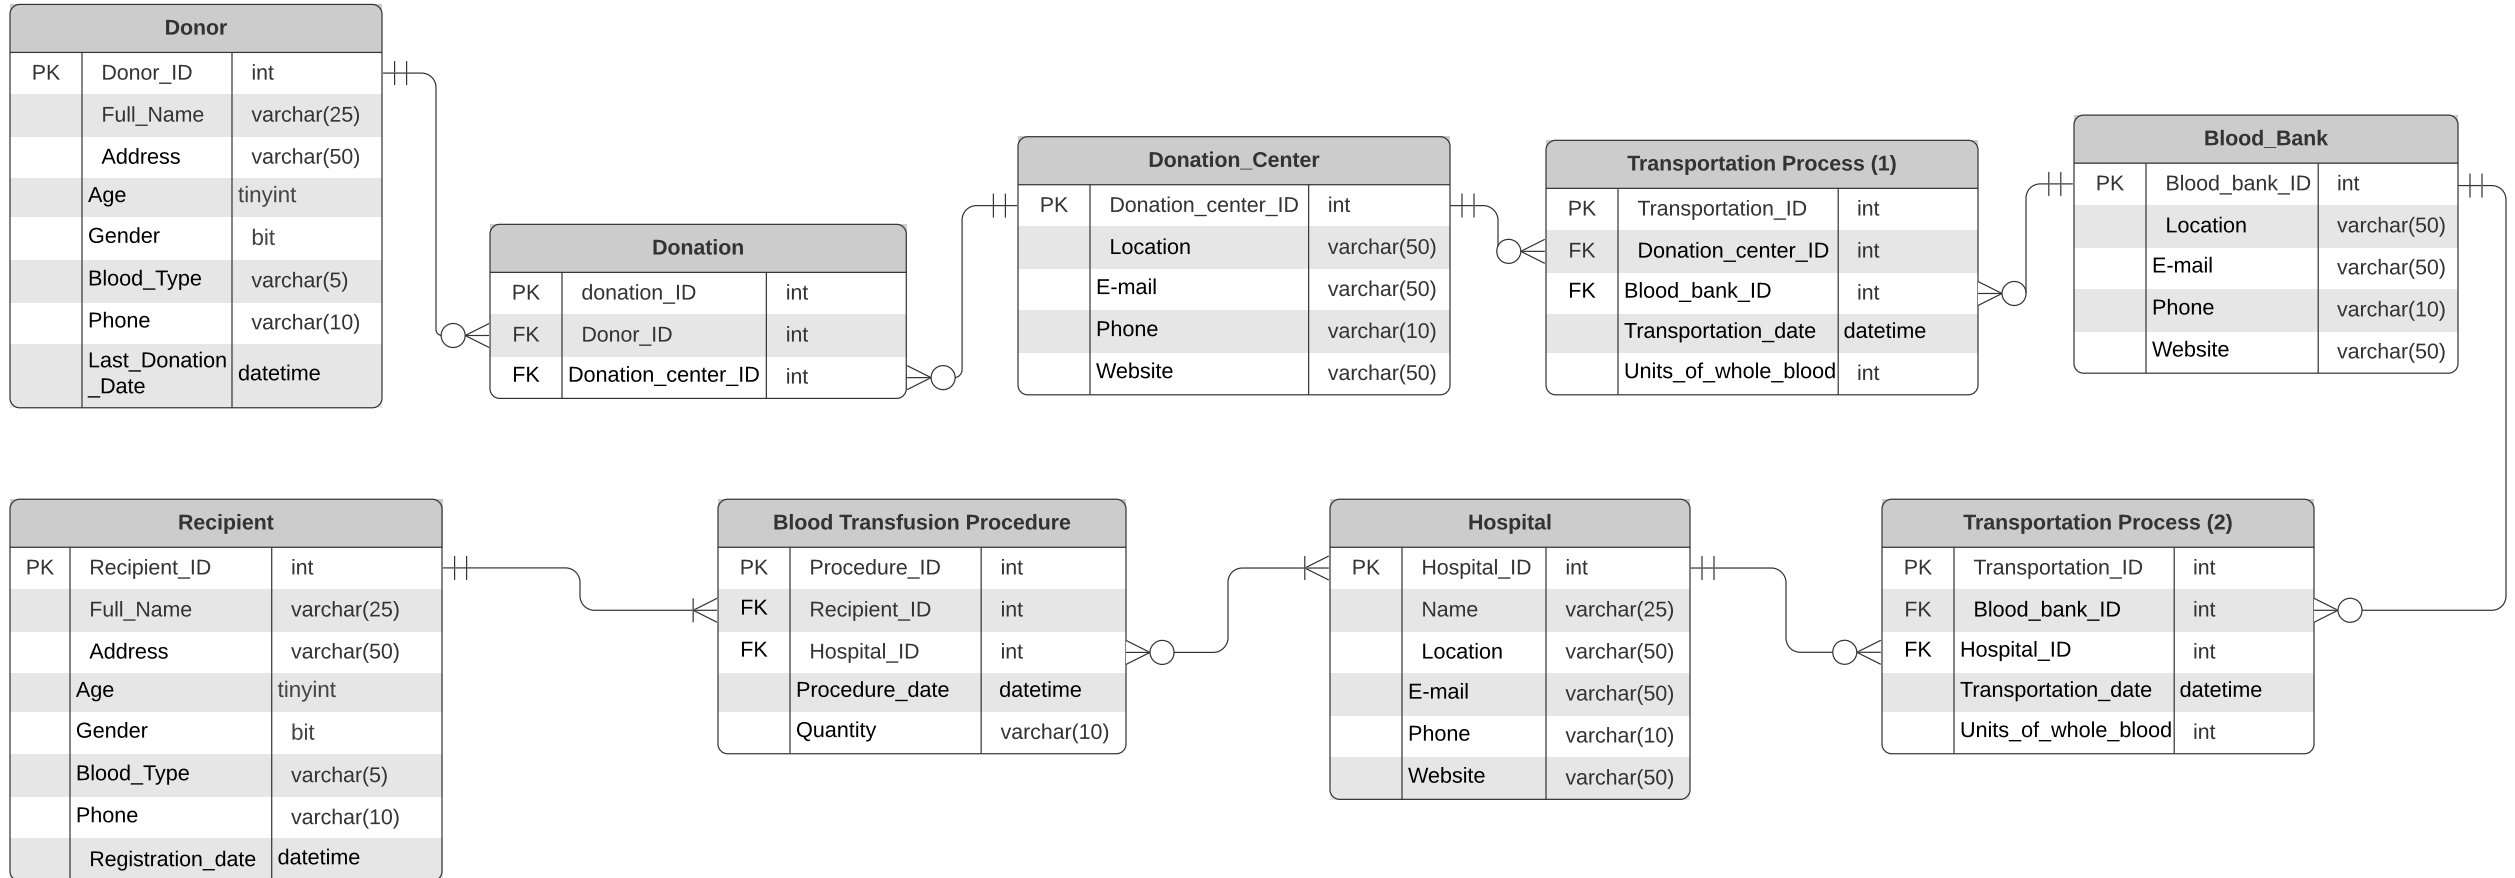 Donor
PK Donor_ID int
Full_Name varchar(25)
Address varchar(50)
Age tinyint
Gender bit
Blood_Type varchar(5)
Phone varchar(10)
Last_Donation
_Date datetime
Donation
PK donation_ID int
FK Donor_ID int
FK Donation_center_ID int
Donation_Center
PK Donation_center_ID int
Location varchar(50)
E-mail varchar(50)
Phone varchar(10)
Website varchar(50)
Transportation Process (1)
PK Transportation_ID int
FK Donation_center_ID int
FK Blood_bank_ID int
Transportation_date datetime
Units_of_whole_blood int
Blood_Bank
PK Blood_bank_ID int
Location varchar(50)
E-mail varchar(50)
Phone varchar(10)
Website varchar(50)
Recipient
PK Recipient_ID int
Full_Name varchar(25)
Address varchar(50)
Age tinyint
Gender bit
Blood_Type varchar(5)
Phone varchar(10)
Registration_date datetime
Blood Transfusion Procedure
PK Procedure_ID int
FK Recipient_ID int
FK Hospital_ID int
Procedure_date datetime
Quantity varchar(10)
Hospital
PK Hospital_ID int
Name varchar(25)
Location varchar(50)
E-mail varchar(50)
Phone varchar(10)
Website varchar(50)
Transportation Process (2)
PK Transportation_ID int
FK Blood_bank_ID int
FK Hospital_ID int
Transportation_date datetime
Units_of_whole_blood int